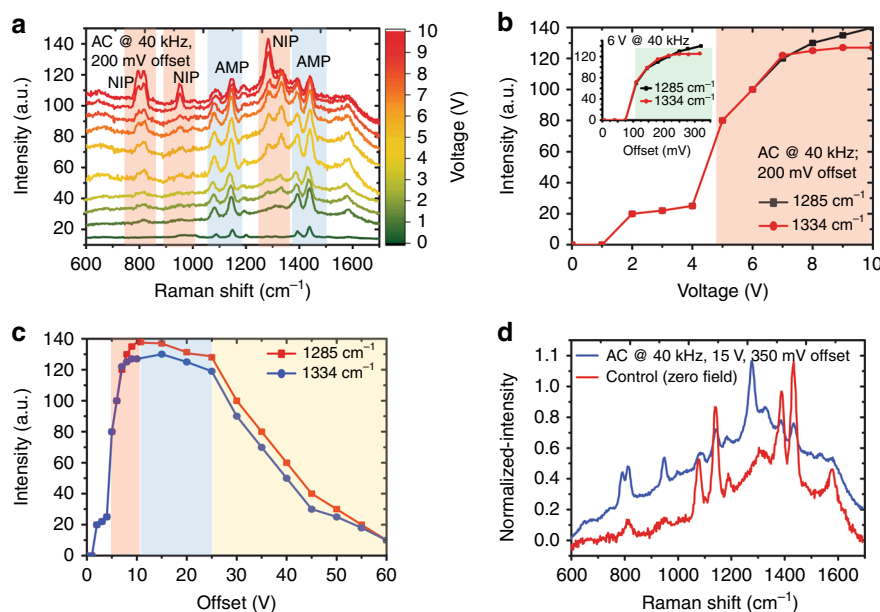 a
AC @ 40 kHz,
200 mV offset
NIP
NIP
AMP
NIP
AMP
140
120
100
80
60
40
20
Intensity (a.u.)
600 800 1000 1200 1400 1600
Raman shift (cm⁻¹)
10
9
8
7
6
5
4
3
2
1
0
Voltage (V)
b
140
120
100
80
60
40
20
0
Intensity (a.u.)
0 2 4 6 8 10
Voltage (V)
6 V @ 40 kHz
120
80
40
0
1285 cm⁻¹
1334 cm⁻¹
0 100 200 300
Offset (mV)
AC @ 40 kHz;
200 mV offset
1285 cm⁻¹
1334 cm⁻¹
c
140
120
100
80
60
40
20
0
Intensity (a.u.)
1285 cm⁻¹
1334 cm⁻¹
0 10 20 30 40 50 60
Offset (V)
d
AC @ 40 kHz, 15 V, 350 mV offset
Control (zero field)
1.1
1.0
0.8
0.6
0.4
0.2
0.0
Normalized-intensity
600 800 1000 1200 1400 1600
Raman shift (cm⁻¹)